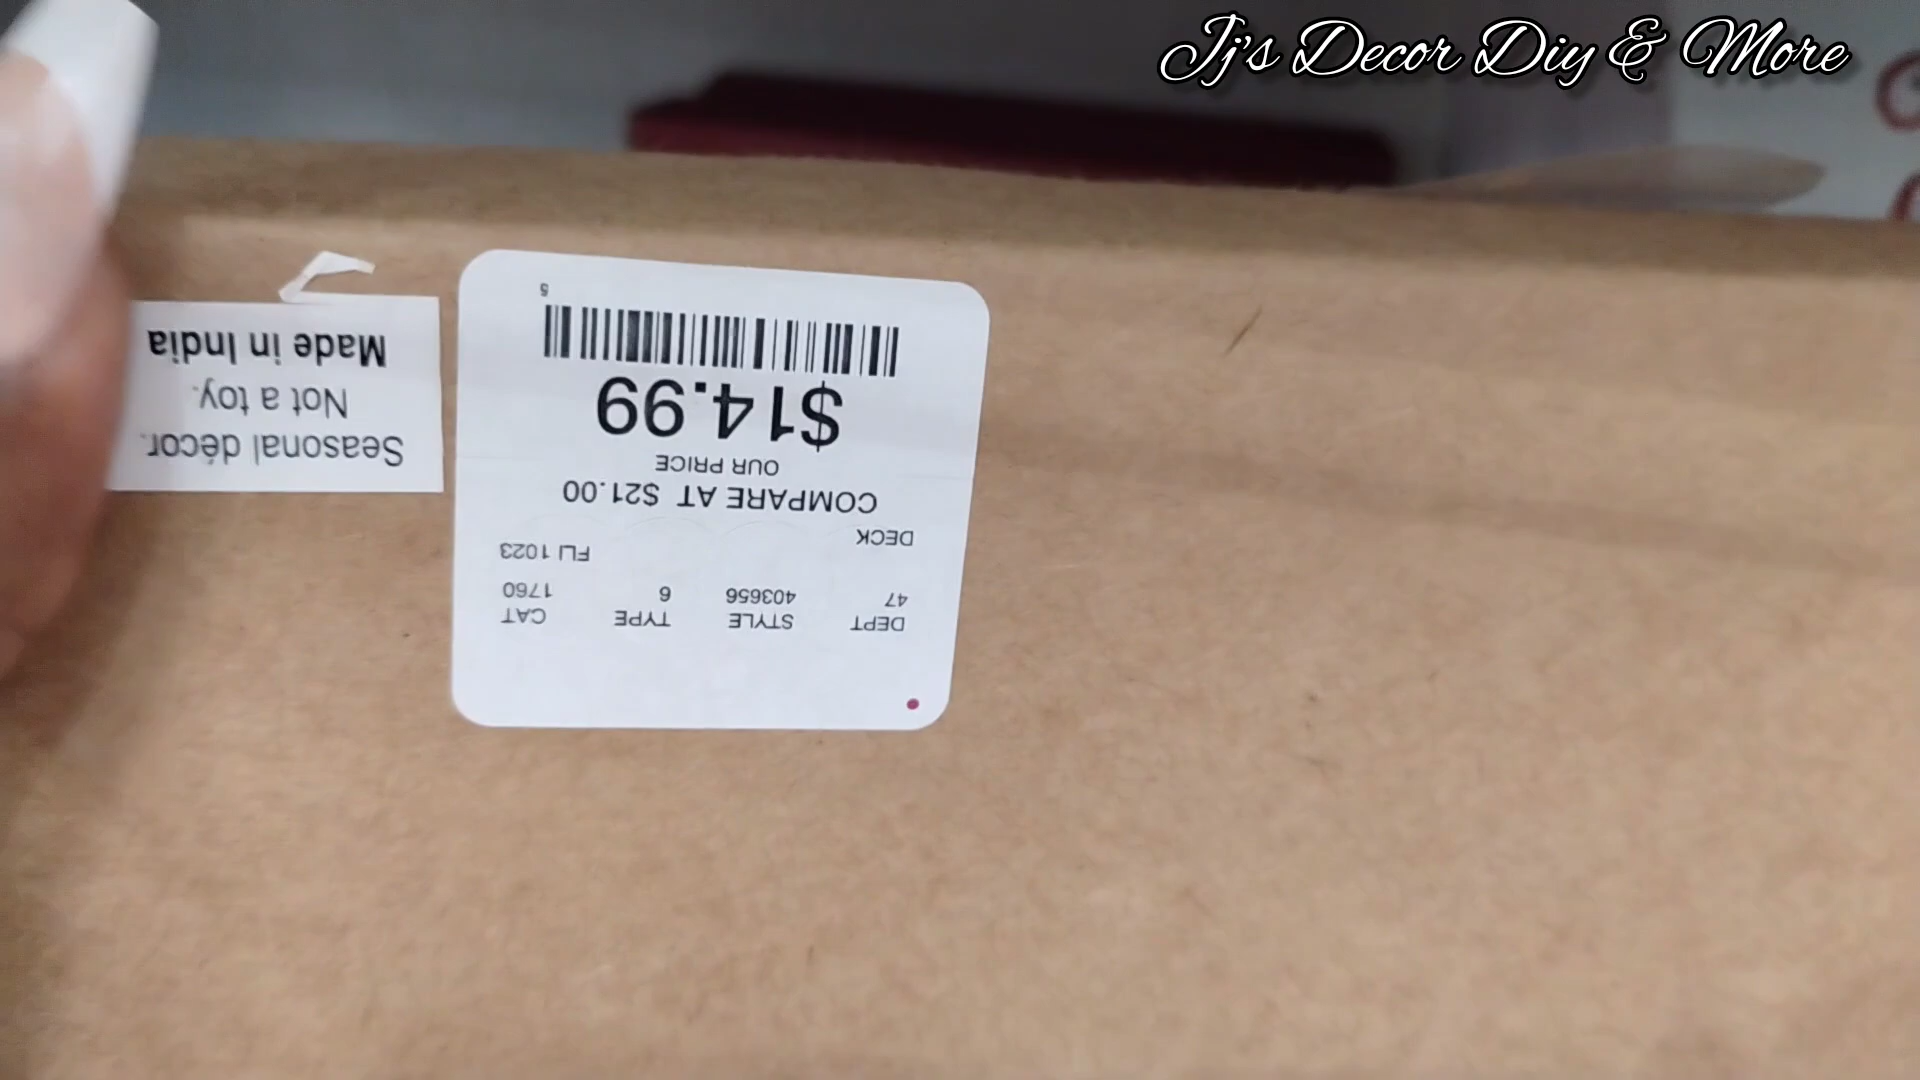 Jj's Decor Diy & More
Seasonal décor.
Not a toy.
Made in India
DEPT STYLE TYPE CAT
47 403656 6 1760
DECK FLI 1023
COMPARE AT $21.00
OUR PRICE
$14.99
5